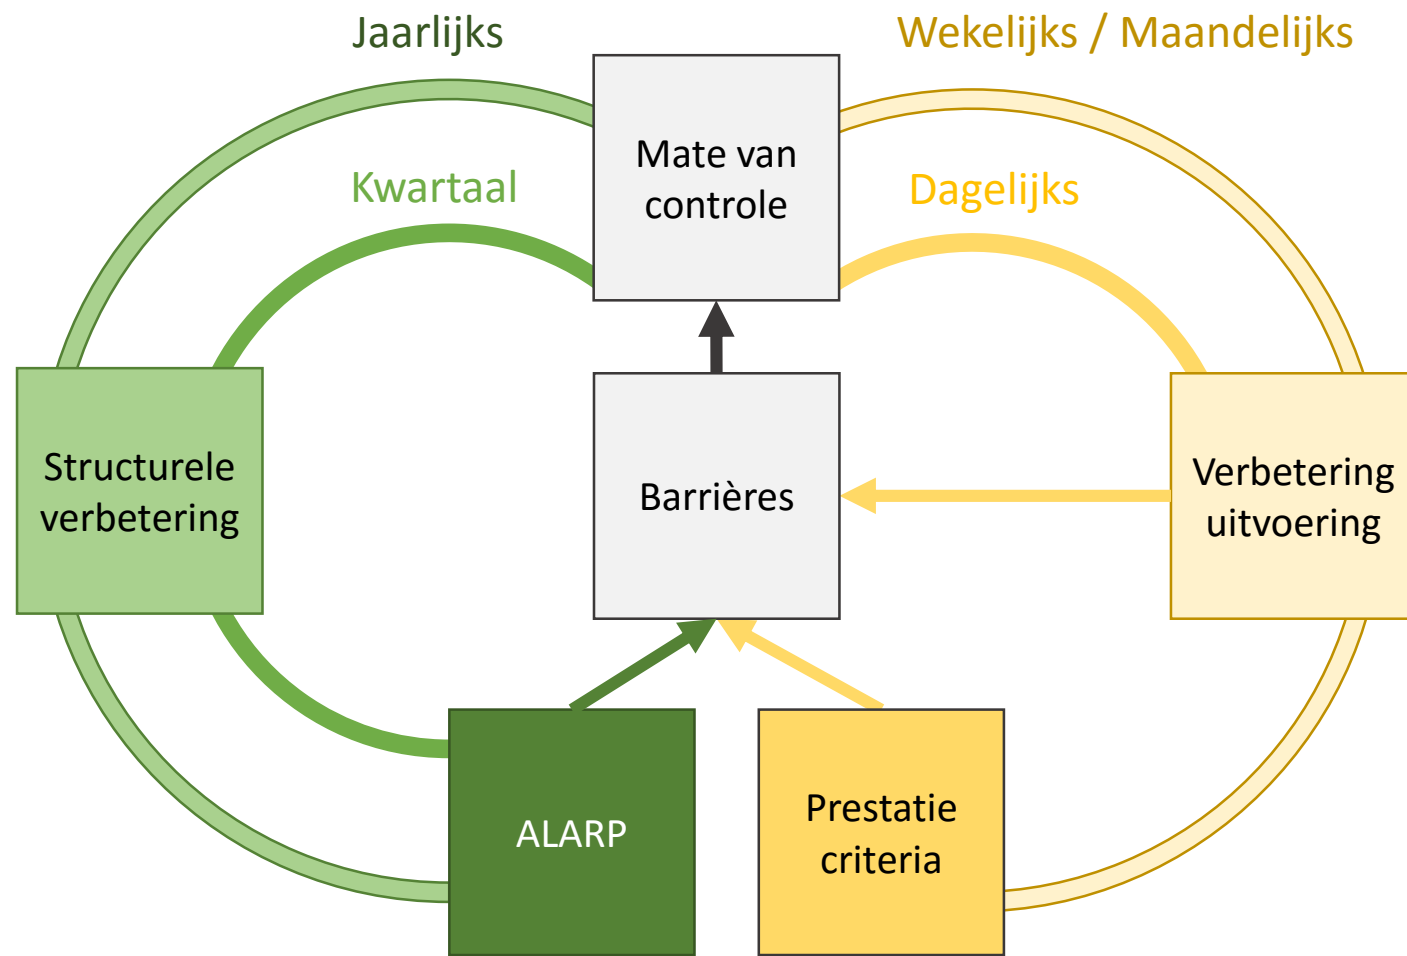 Jaarlijks
Wekelijks / Maandelijks
Mate van
controle
Kwartaal
Dagelijks
Structurele
verbetering
Barrières
Verbetering
uitvoering
ALARP
Prestatie
criteria